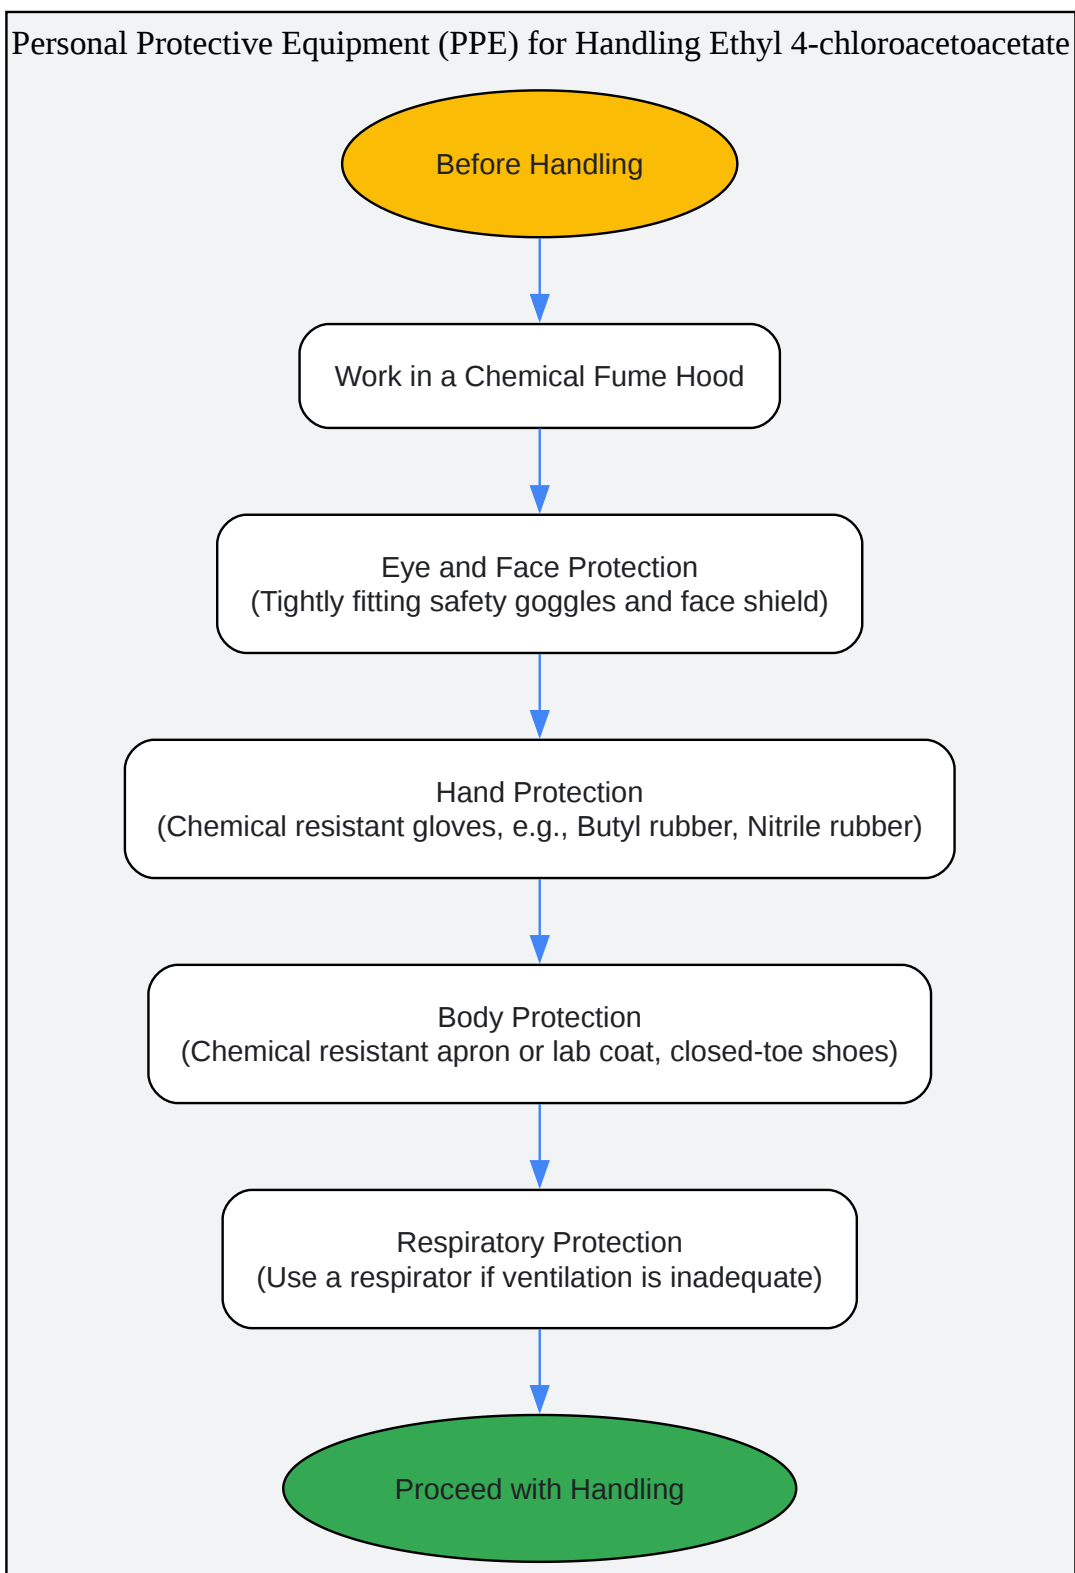 Personal Protective Equipment (PPE) for Handling Ethyl 4-chloroacetoacetate
Before Handling
Work in a Chemical Fume Hood
Eye and Face Protection
(Tightly fitting safety goggles and face shield)
Hand Protection
(Chemical resistant gloves, e.g., Butyl rubber, Nitrile rubber)
Body Protection
(Chemical resistant apron or lab coat, closed-toe shoes)
Respiratory Protection
(Use a respirator if ventilation is inadequate)
Proceed with Handling